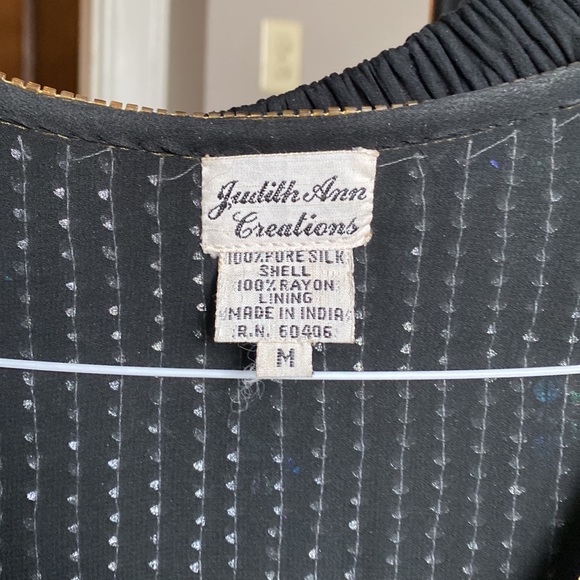 Judith Ann
Creations
100% PURE SILK
SHELL
100% RAYON
LINING
MADE IN INDIA
R.N. 60406
M